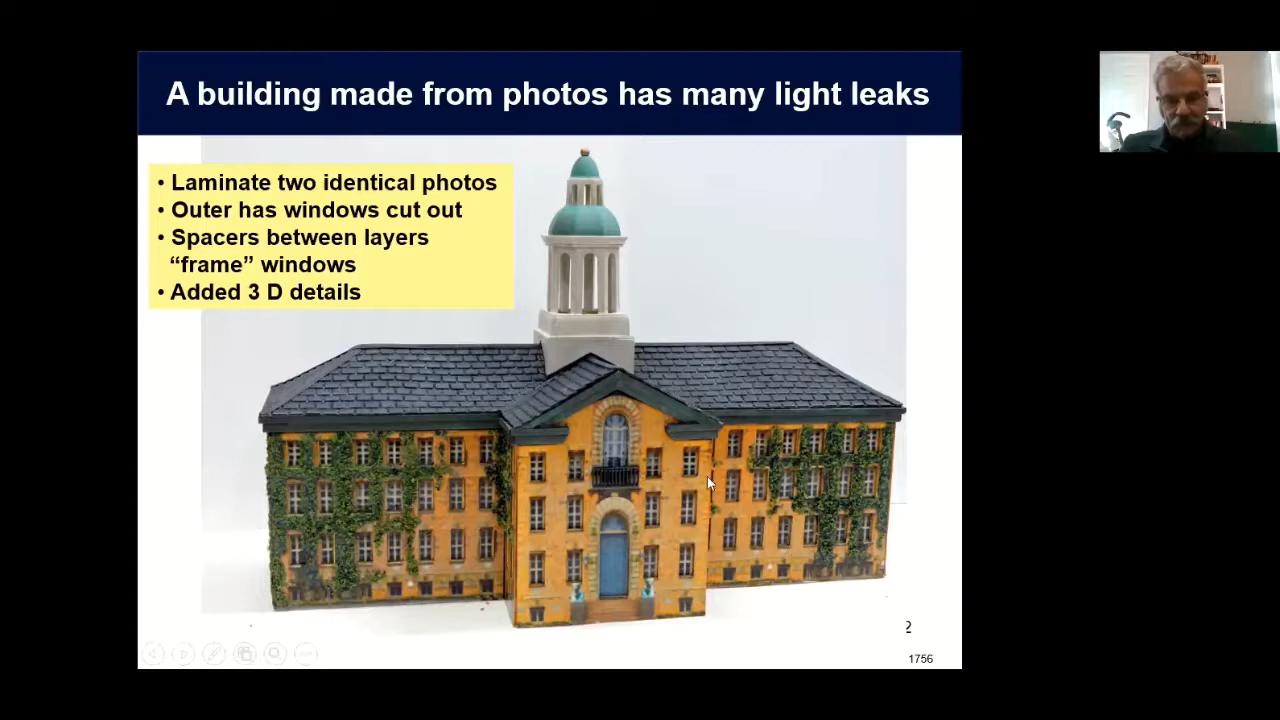 A building made from photos has many light leaks
• Laminate two identical photos
• Outer has windows cut out
• Spacers between layers
“frame” windows
• Added 3 D details
2
1756